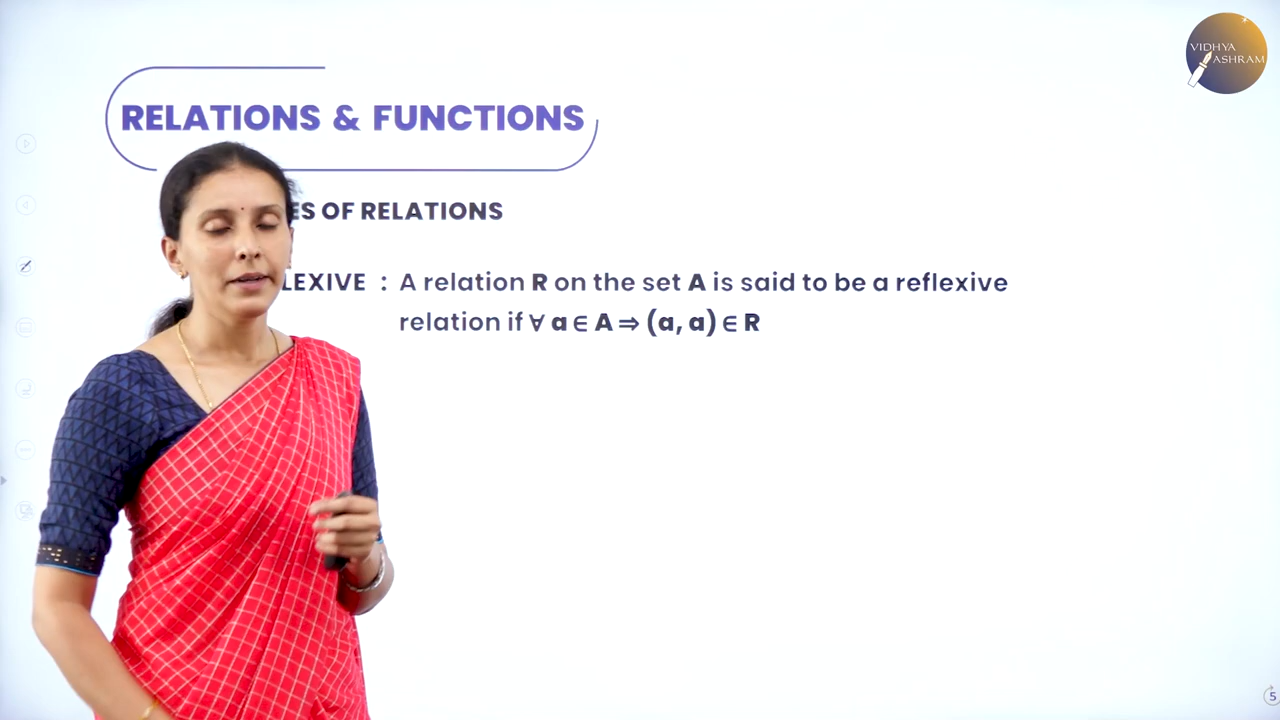 VIDHYA
ASHRAM
RELATIONS & FUNCTIONS
ES OF RELATIONS
LEXIVE : A relation R on the set A is said to be a reflexive
relation if ∀ a ∈ A ⇒ (a, a) ∈ R
5